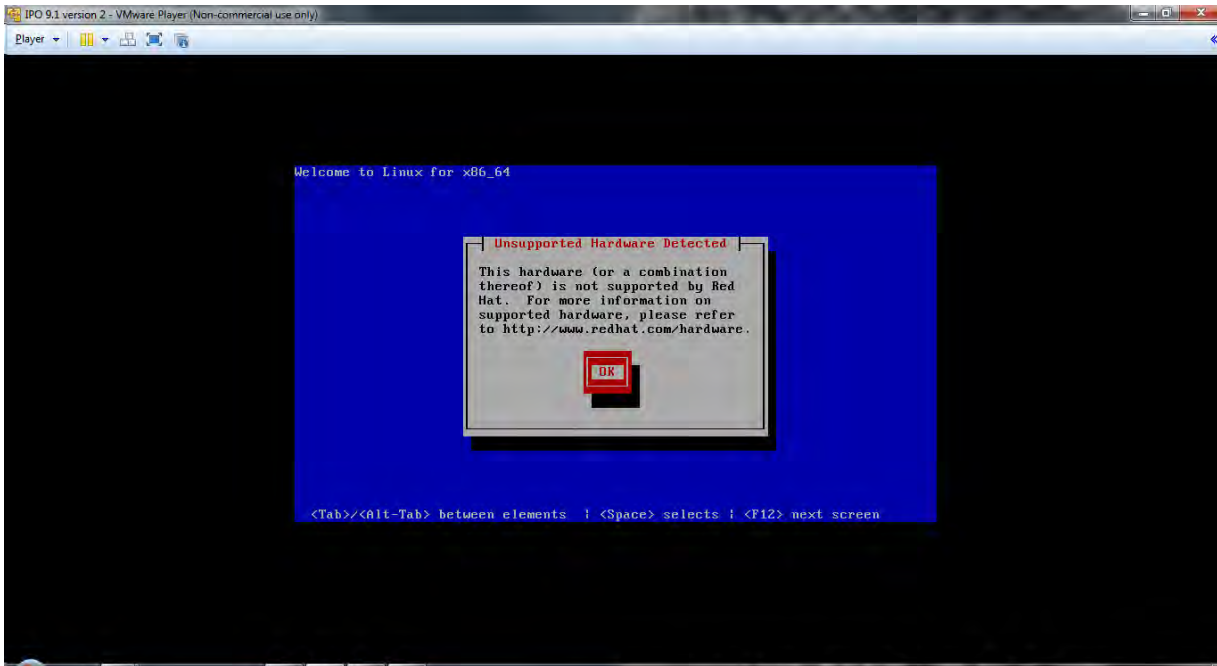 IPO 9.1 version 2 - VMware Player (Non-commercial use only)
Player
Welcome to Linux for x86_64
Unsupported Hardware Detected
This hardware (or a combination
thereof) is not supported by Red
Hat.  For more information on
supported hardware, please refer
to http://www.redhat.com/hardware.
OK
<Tab>/<Alt-Tab> between elements  | <Space> selects | <F12> next screen